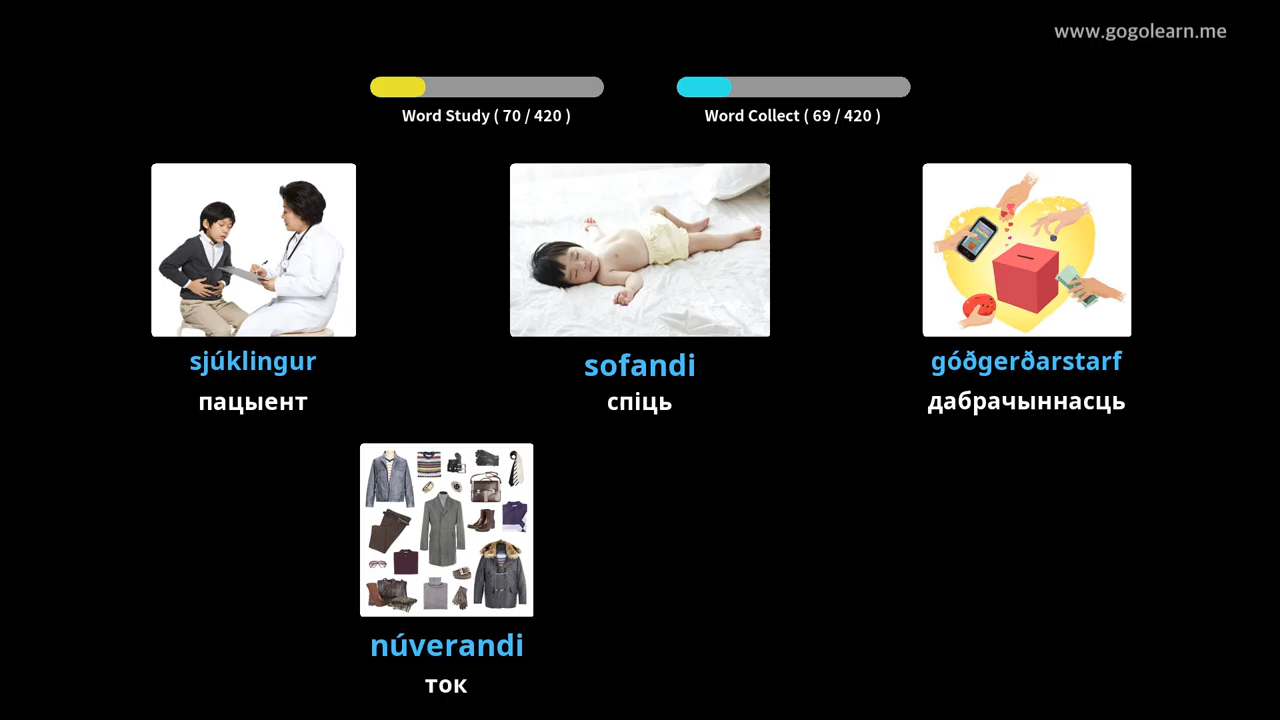 www.gogolearn.me
Word Study ( 70 / 420 )
Word Collect ( 69 / 420 )
sjúklingur
пацыент
sofandi
спіць
góðgerðarstarf
дабрачыннасць
núverandi
ток